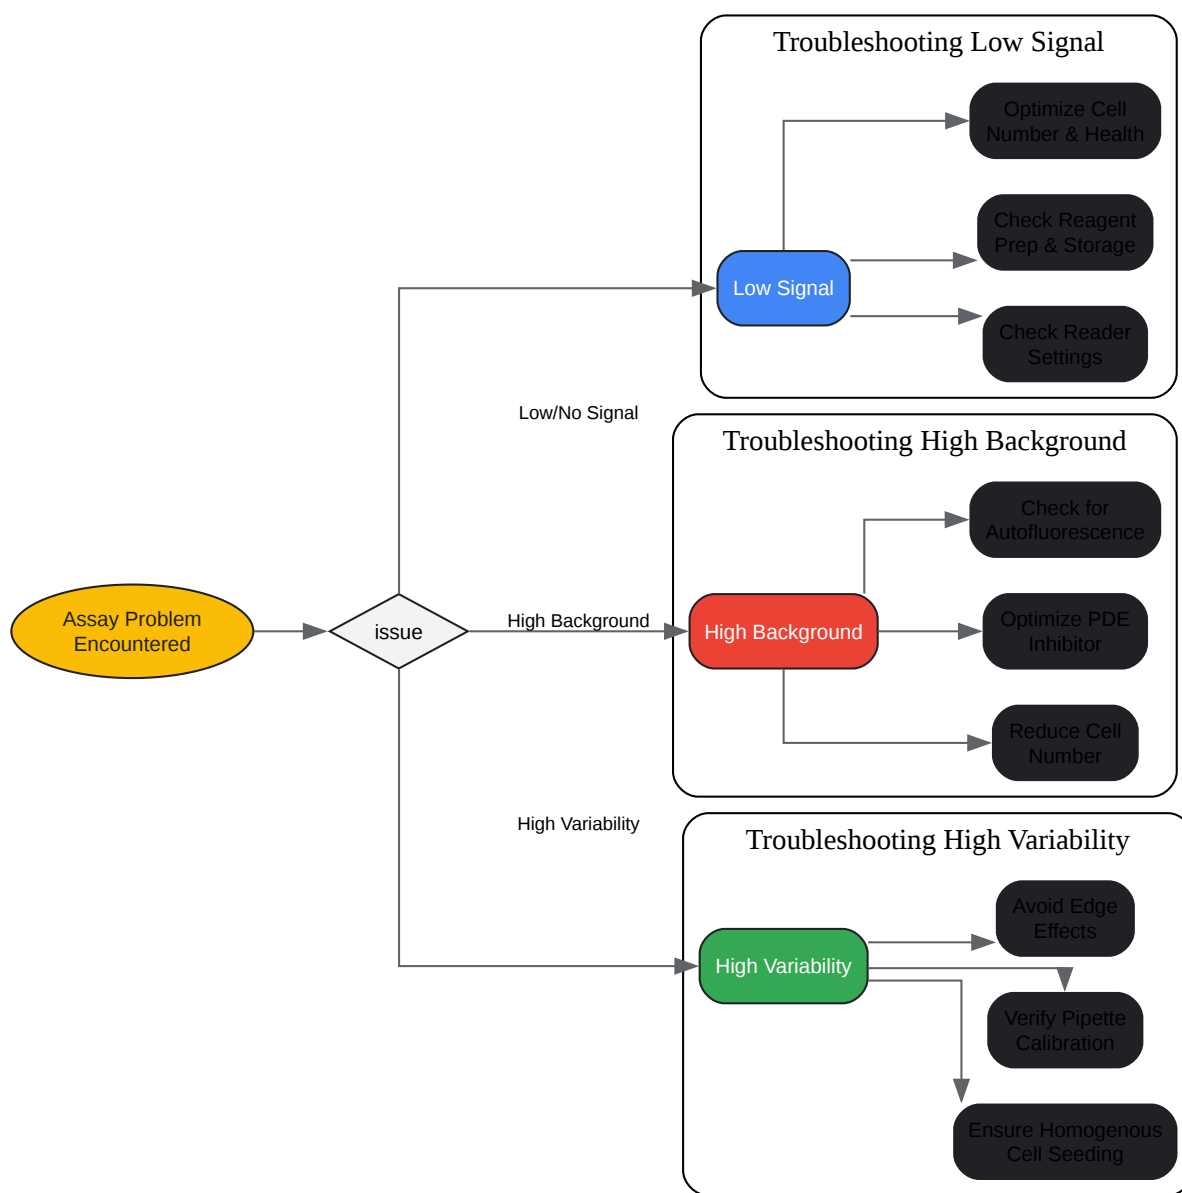 Troubleshooting Low Signal
Optimize Cell
Number & Health
Check Reagent
Prep & Storage
Low Signal
Check Reader
Settings
Low/No Signal
Troubleshooting High Background
Check for
Autofluorescence
Assay Problem
Encountered
issue
High Background
High Background
Optimize PDE
Inhibitor
Reduce Cell
Number
High Variability
Troubleshooting High Variability
Avoid Edge
Effects
High Variability
Verify Pipette
Calibration
Ensure Homogenous
Cell Seeding